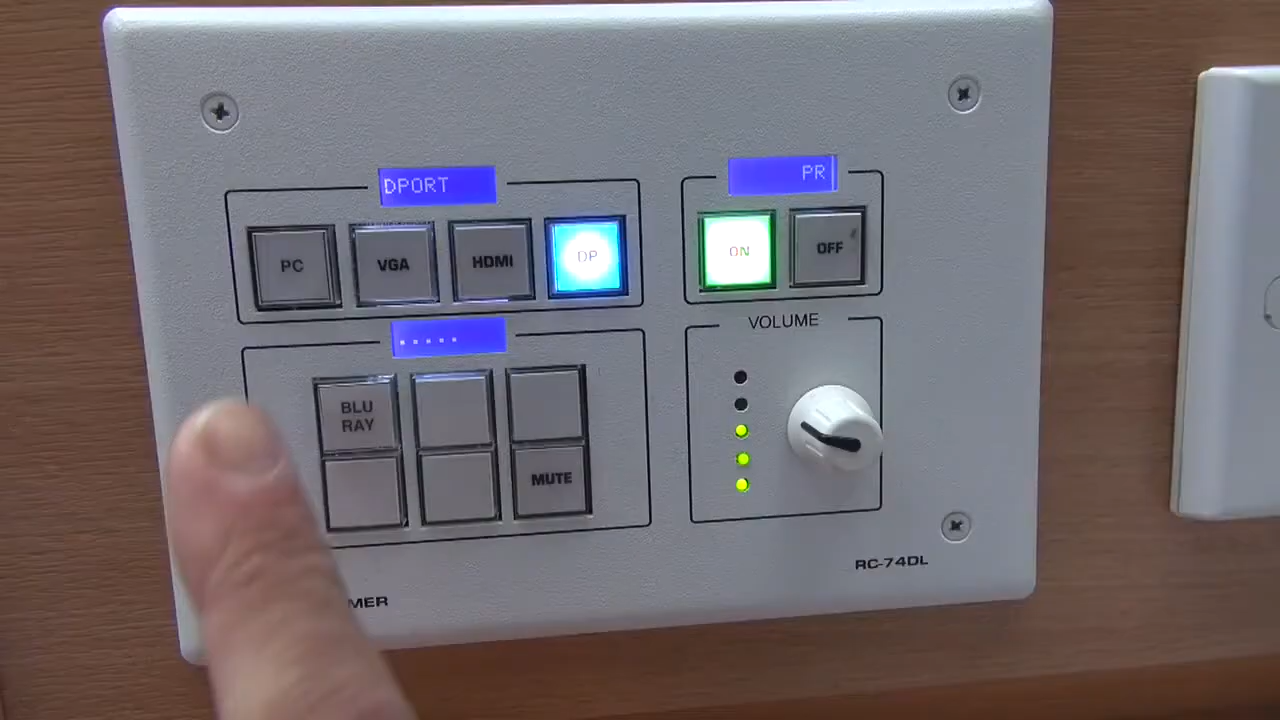 DPORT
PR
PC
VGA
HDMI
DP
ON
OFF
.....
VOLUME
BLU
RAY
MUTE
RC-74DL
MER